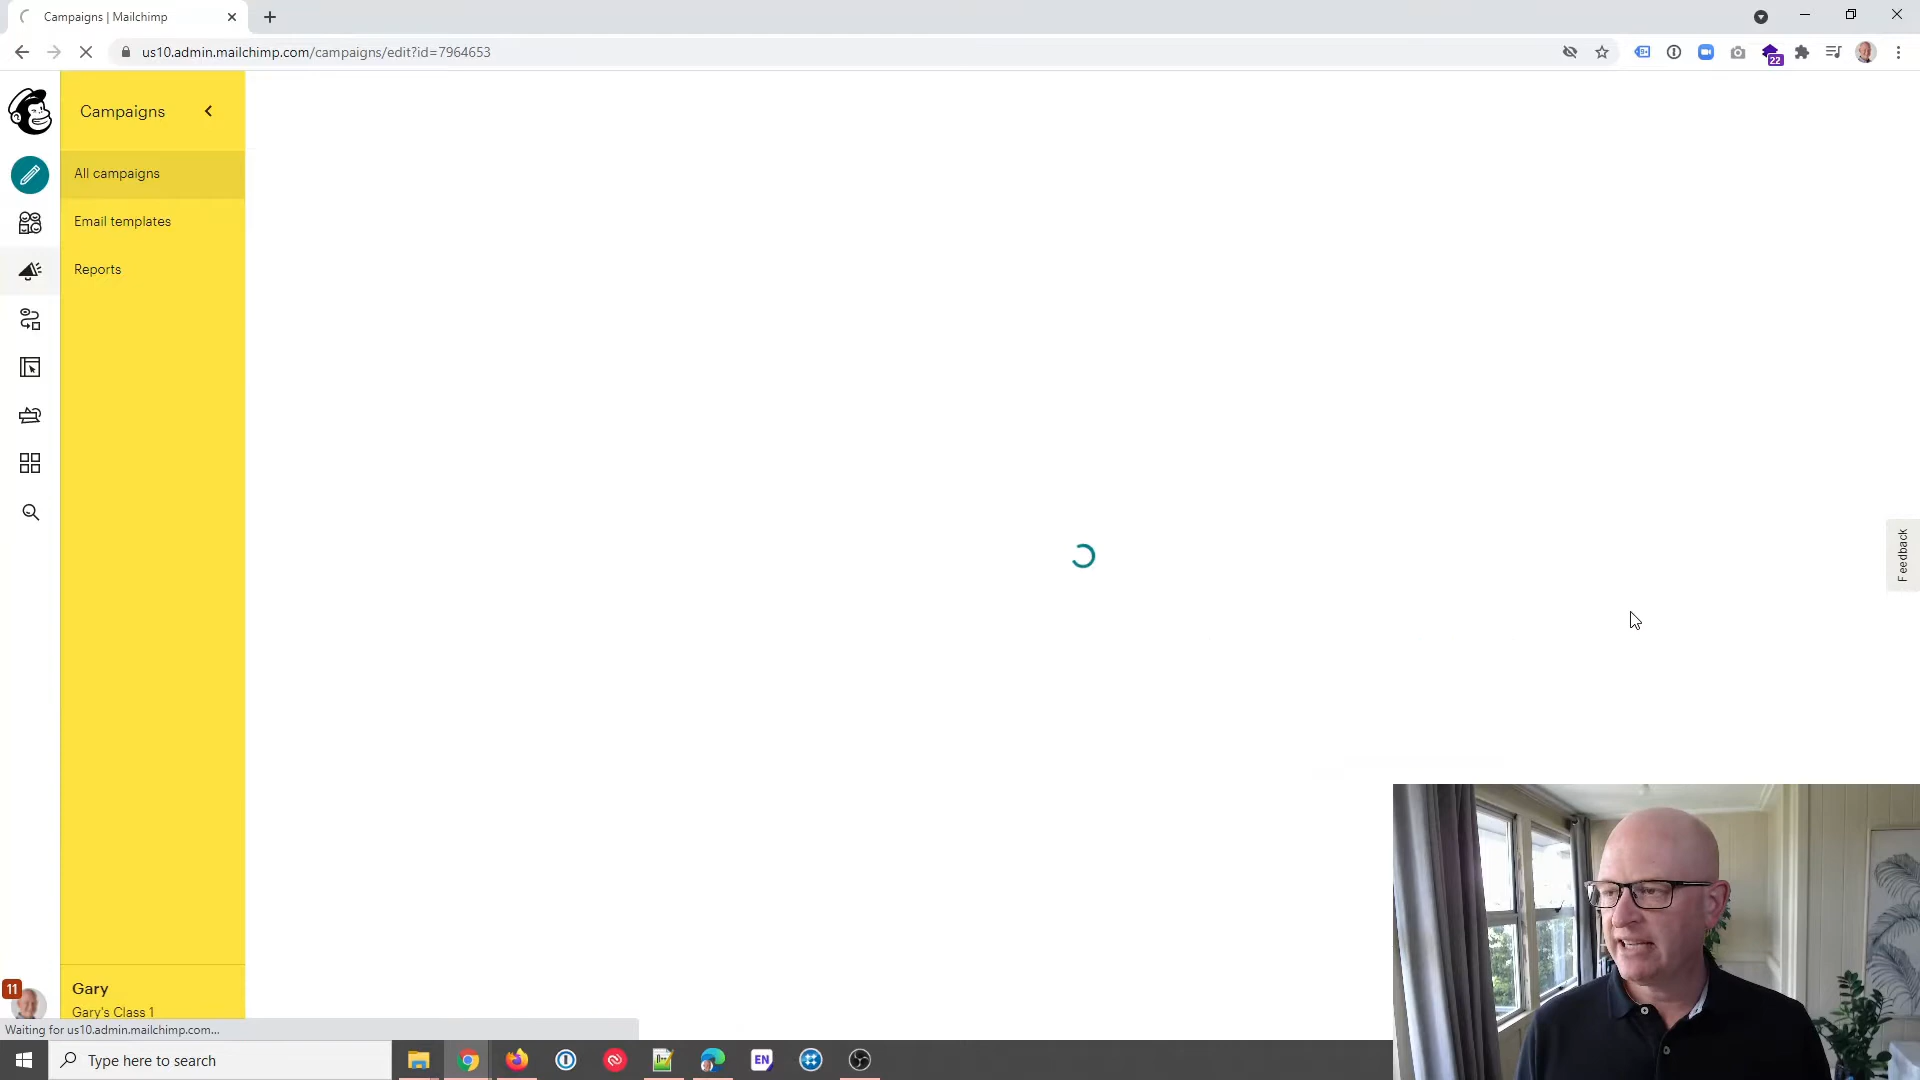 Campaigns | Mailchimp
us10.admin.mailchimp.com/campaigns/edit?id=7964653
22
Campaigns
All campaigns
Email templates
Reports
Feedback
11
Gary
Gary's Class 1
Waiting for us10.admin.mailchimp.com...
Type here to search
EN